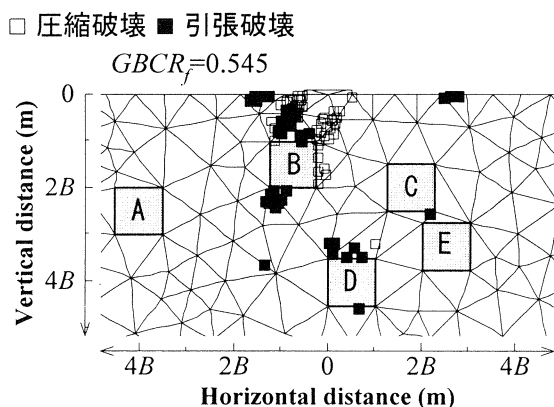 □ 圧縮破壊 ■ 引張破壊
GBCR_f=0.545
0
2B
4B
Vertical distance (m)
A
B
C
D
E
4B 2B 0 2B 4B
Horizontal distance (m)